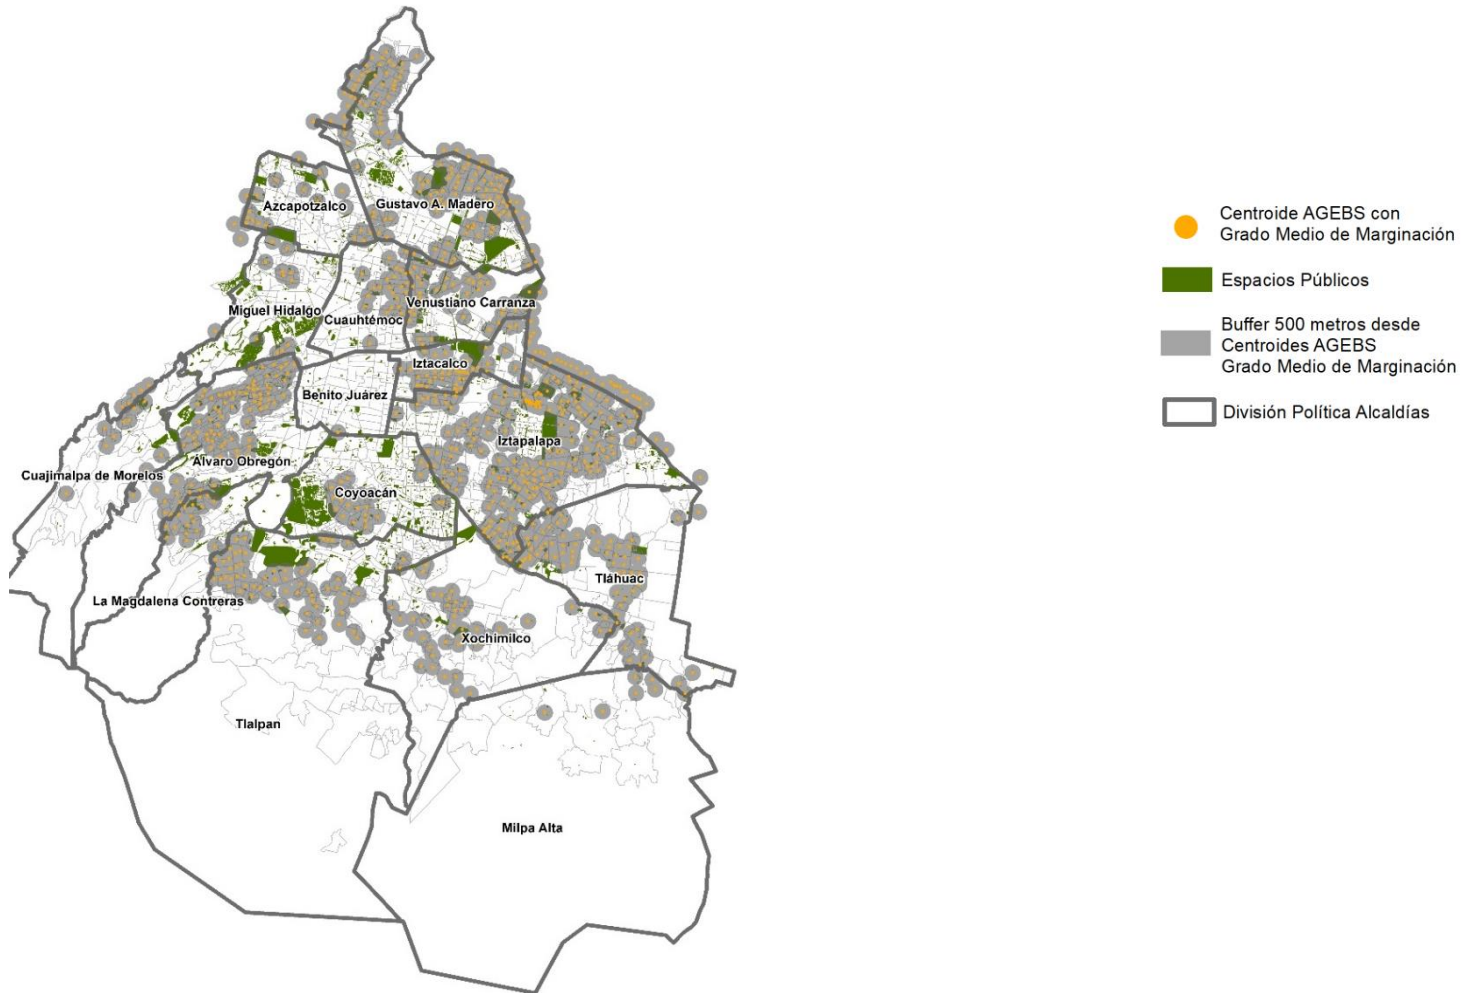 Azcapotzalco
Gustavo A. Madero
Miguel Hidalgo
Cuauhtémoc
Venustiano Carranza
Iztacalco
Benito Juárez
Iztapalapa
Álvaro Obregón
Cuajimalpa de Morelos
Coyoacán
Tláhuac
La Magdalena Contreras
Xochimilco
Tlalpan
Milpa Alta
Centroide AGEBS con
Grado Medio de Marginación
Espacios Públicos
Buffer 500 metros desde
Centroides AGEBS
Grado Medio de Marginación
División Política Alcaldías